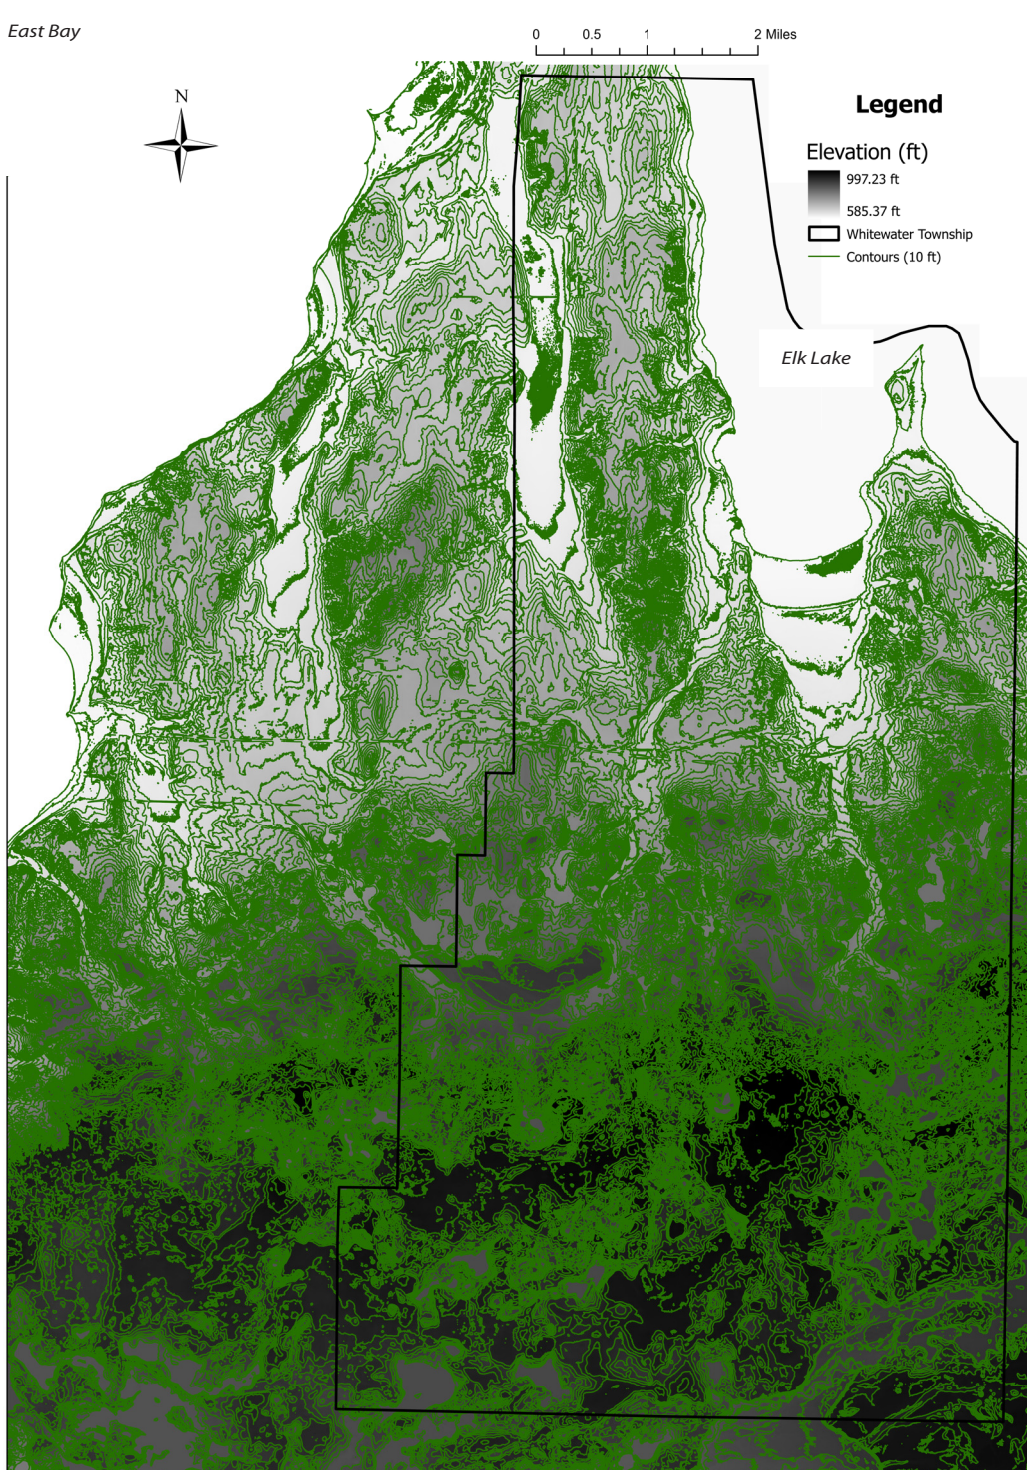 East Bay
0 0.5 1 2 Miles
N
Legend
Elevation (ft)
997.23 ft
585.37 ft
Whitewater Township
Contours (10 ft)
Elk Lake